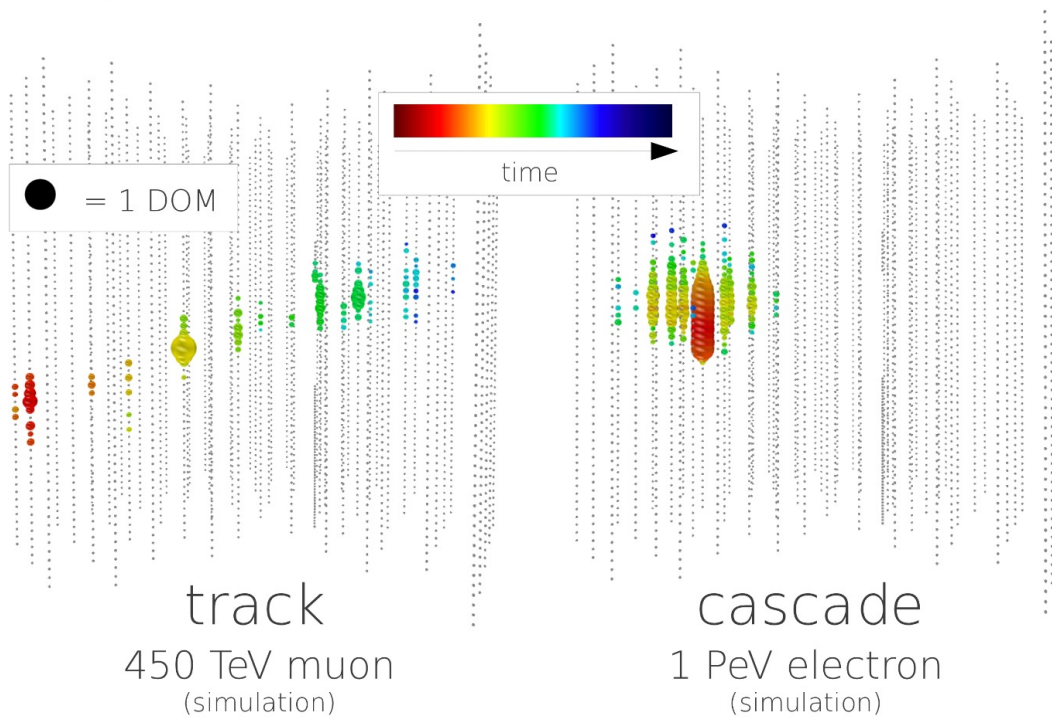 time
= 1 DOM
track
450 TeV muon
(simulation)
cascade
1 PeV electron
(simulation)